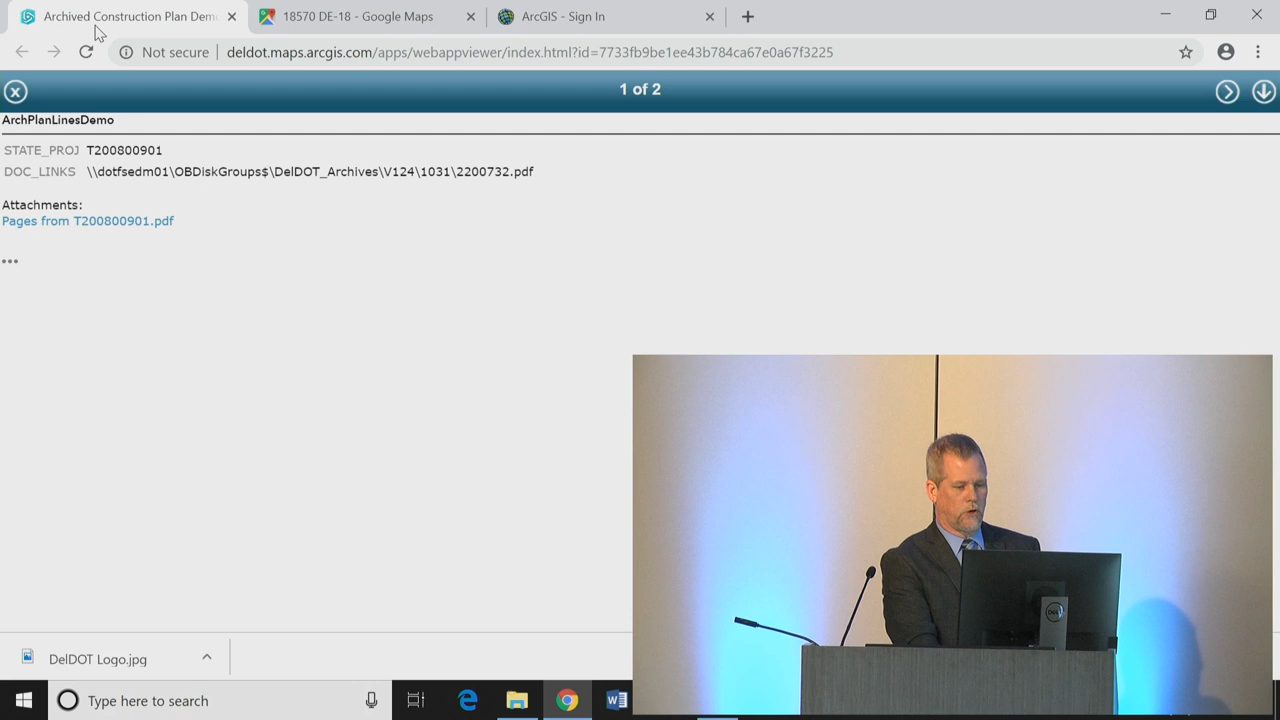 Archived Construction Plan Demo
18570 DE-18 - Google Maps
ArcGIS - Sign In
Not secure
deldot.maps.arcgis.com/apps/webappviewer/index.html?id=7733fb9be1ee43b784ca67e0a67f3225
1 of 2
ArchPlanLinesDemo
STATE_PROJ T200800901
DOC_LINKS \\dotfsedm01\OBDiskGroups$\DelDOT_Archives\V124\1031\2200732.pdf
Attachments:
Pages from T200800901.pdf
•••
DELL
DelDOT Logo.jpg
Type here to search